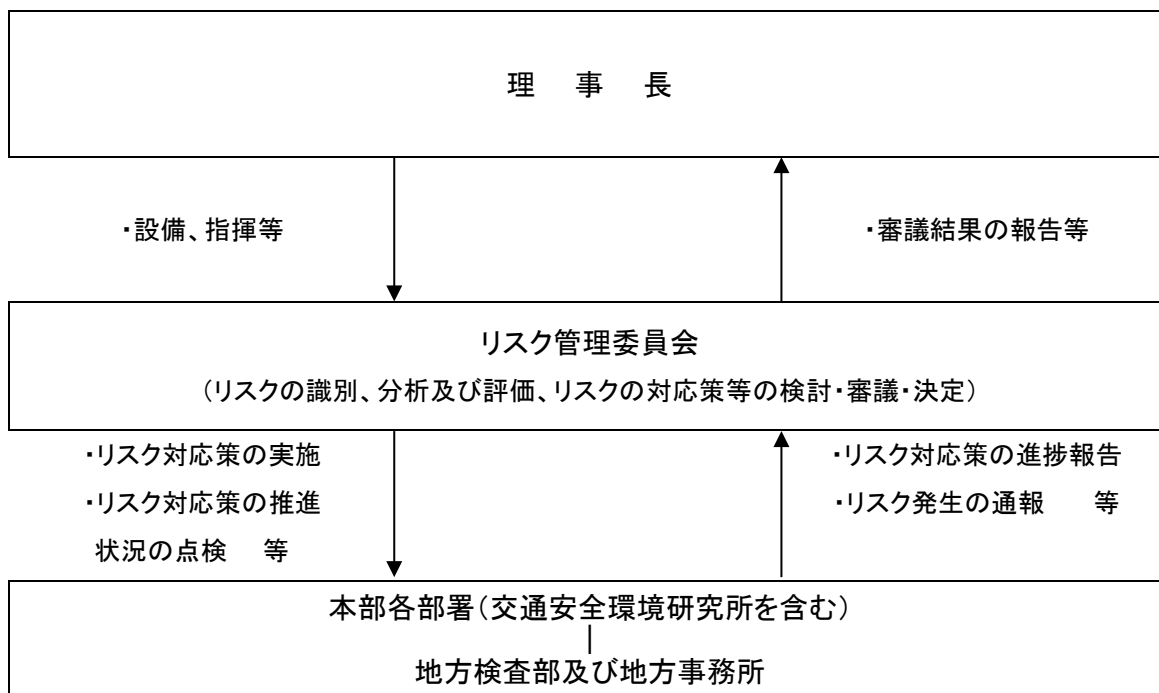 理 事 長
・設備、指揮等
・審議結果の報告等
リスク管理委員会
（リスクの識別、分析及び評価、リスクの対応策等の検討・審議・決定）
・リスク対応策の実施
・リスク対応策の推進
状況の点検 等
・リスク対応策の進捗報告
・リスク発生の通報 等
本部各部署（交通安全環境研究所を含む）
地方検査部及び地方事務所